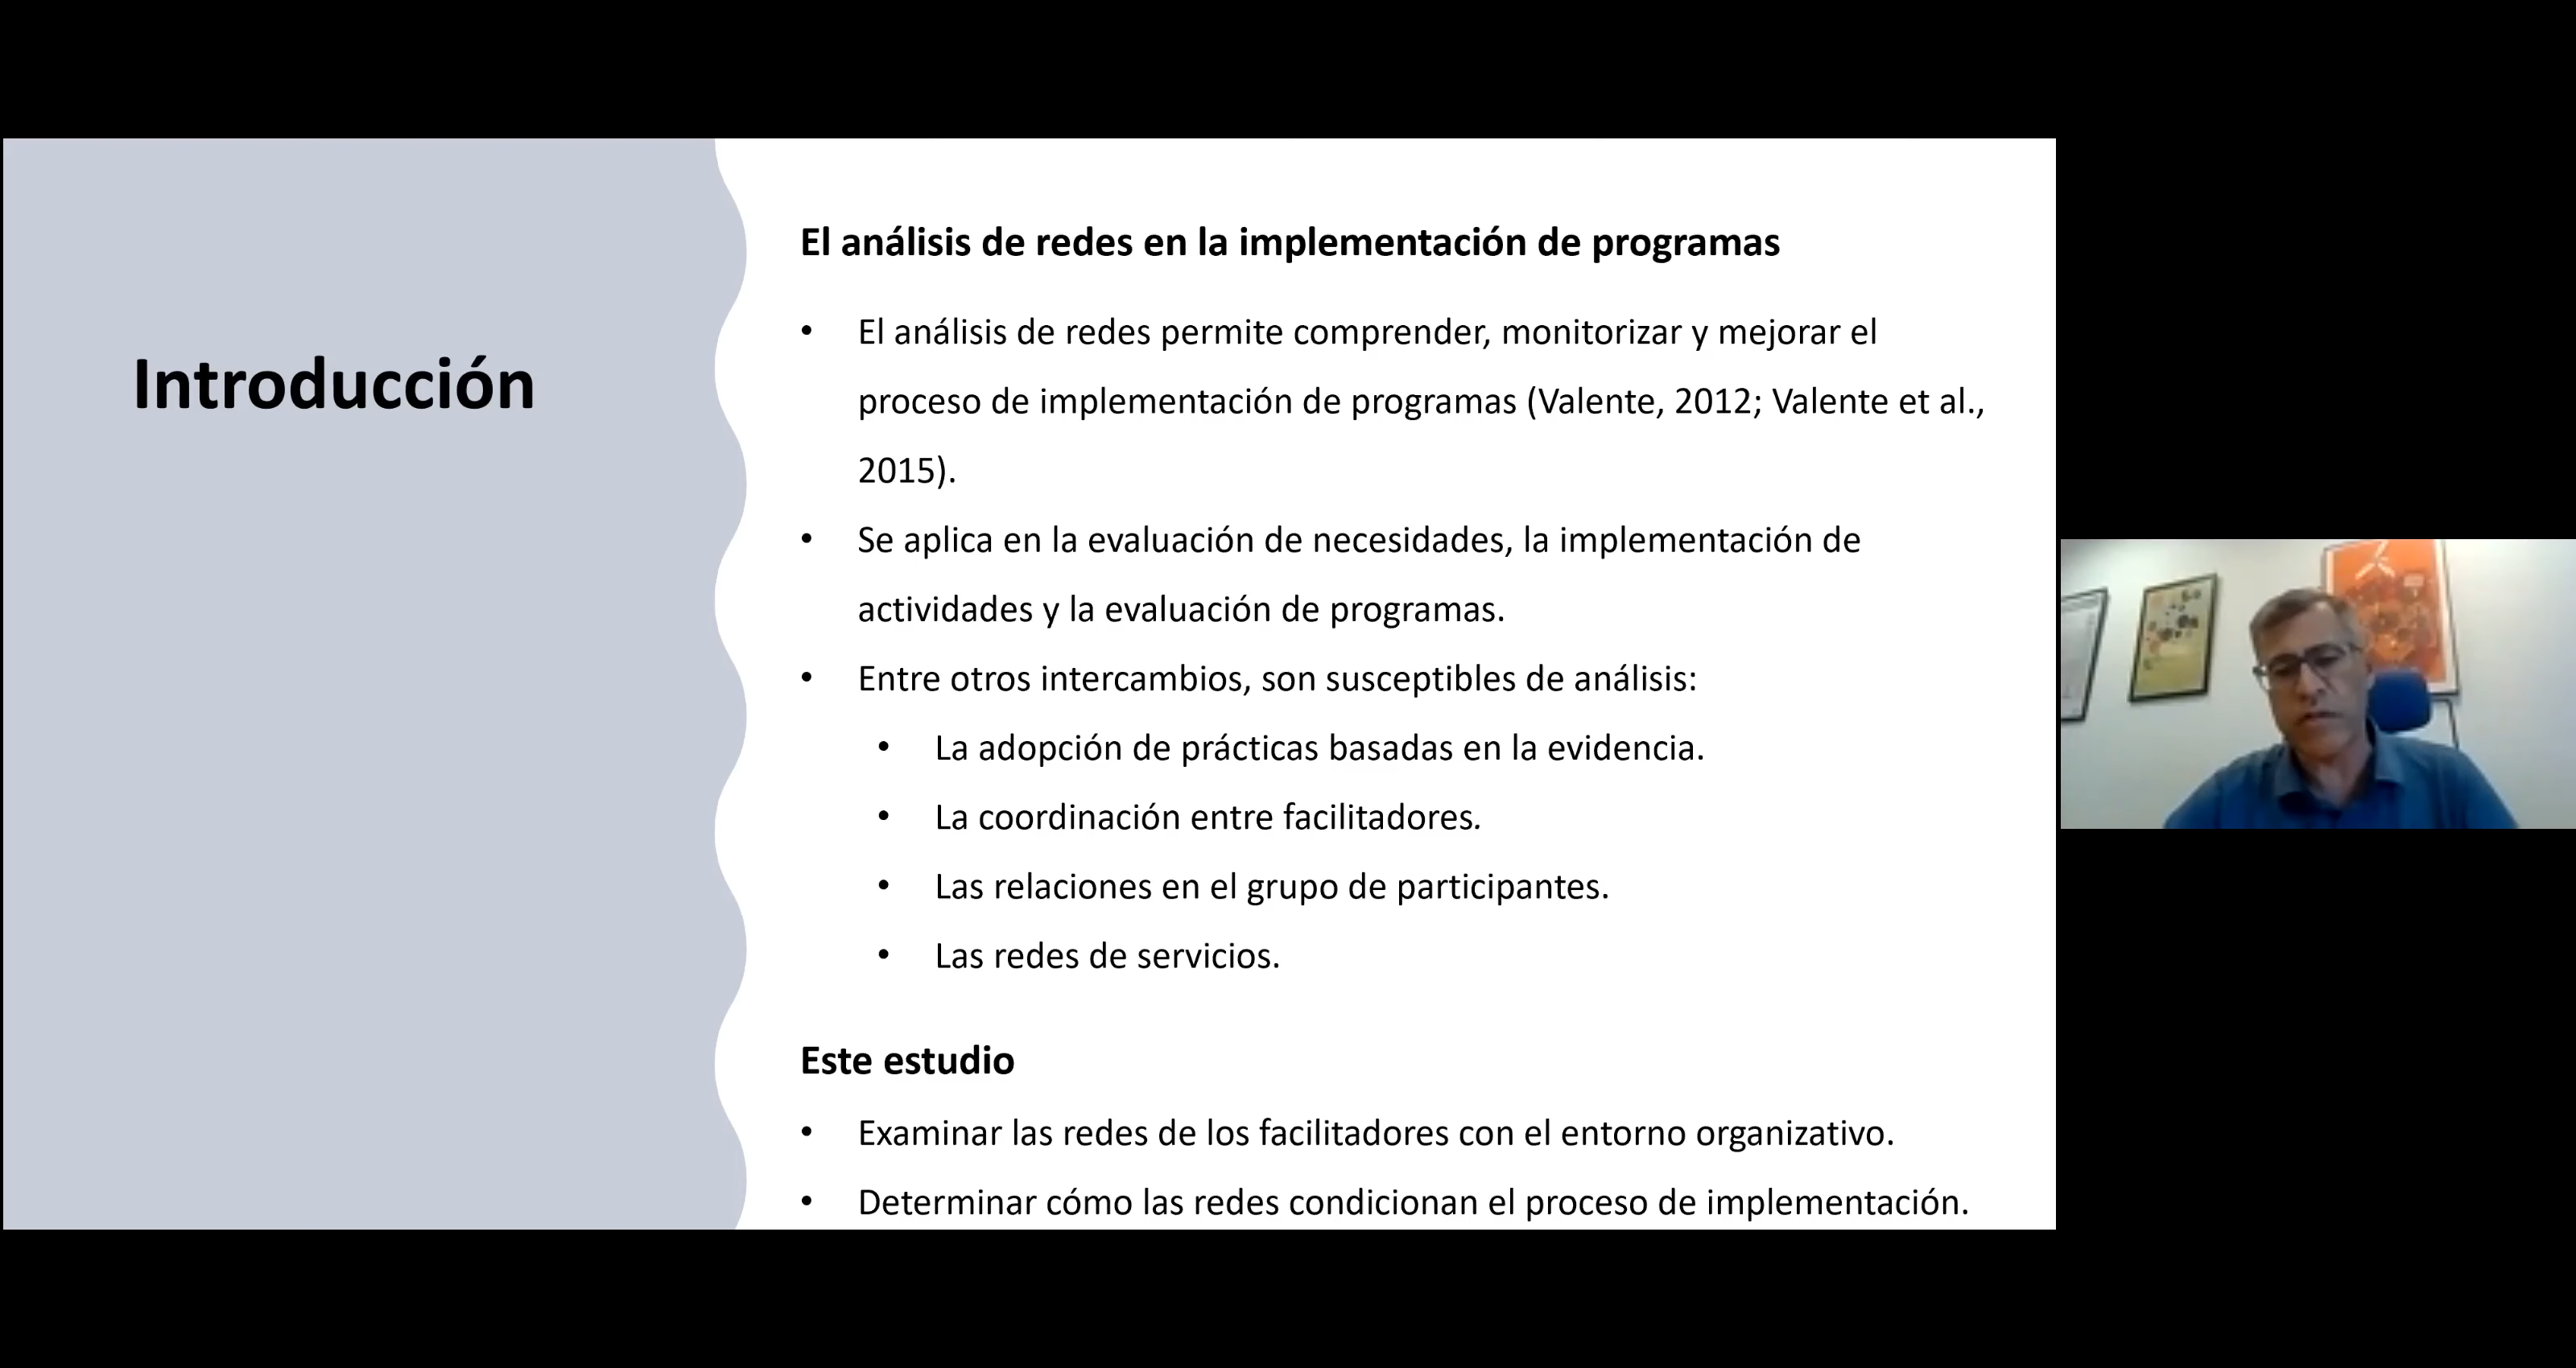 Introducción
El análisis de redes en la implementación de programas
• El análisis de redes permite comprender, monitorizar y mejorar el
proceso de implementación de programas (Valente, 2012; Valente et al.,
2015).
• Se aplica en la evaluación de necesidades, la implementación de
actividades y la evaluación de programas.
• Entre otros intercambios, son susceptibles de análisis:
• La adopción de prácticas basadas en la evidencia.
• La coordinación entre facilitadores.
• Las relaciones en el grupo de participantes.
• Las redes de servicios.
Este estudio
• Examinar las redes de los facilitadores con el entorno organizativo.
• Determinar cómo las redes condicionan el proceso de implementación.